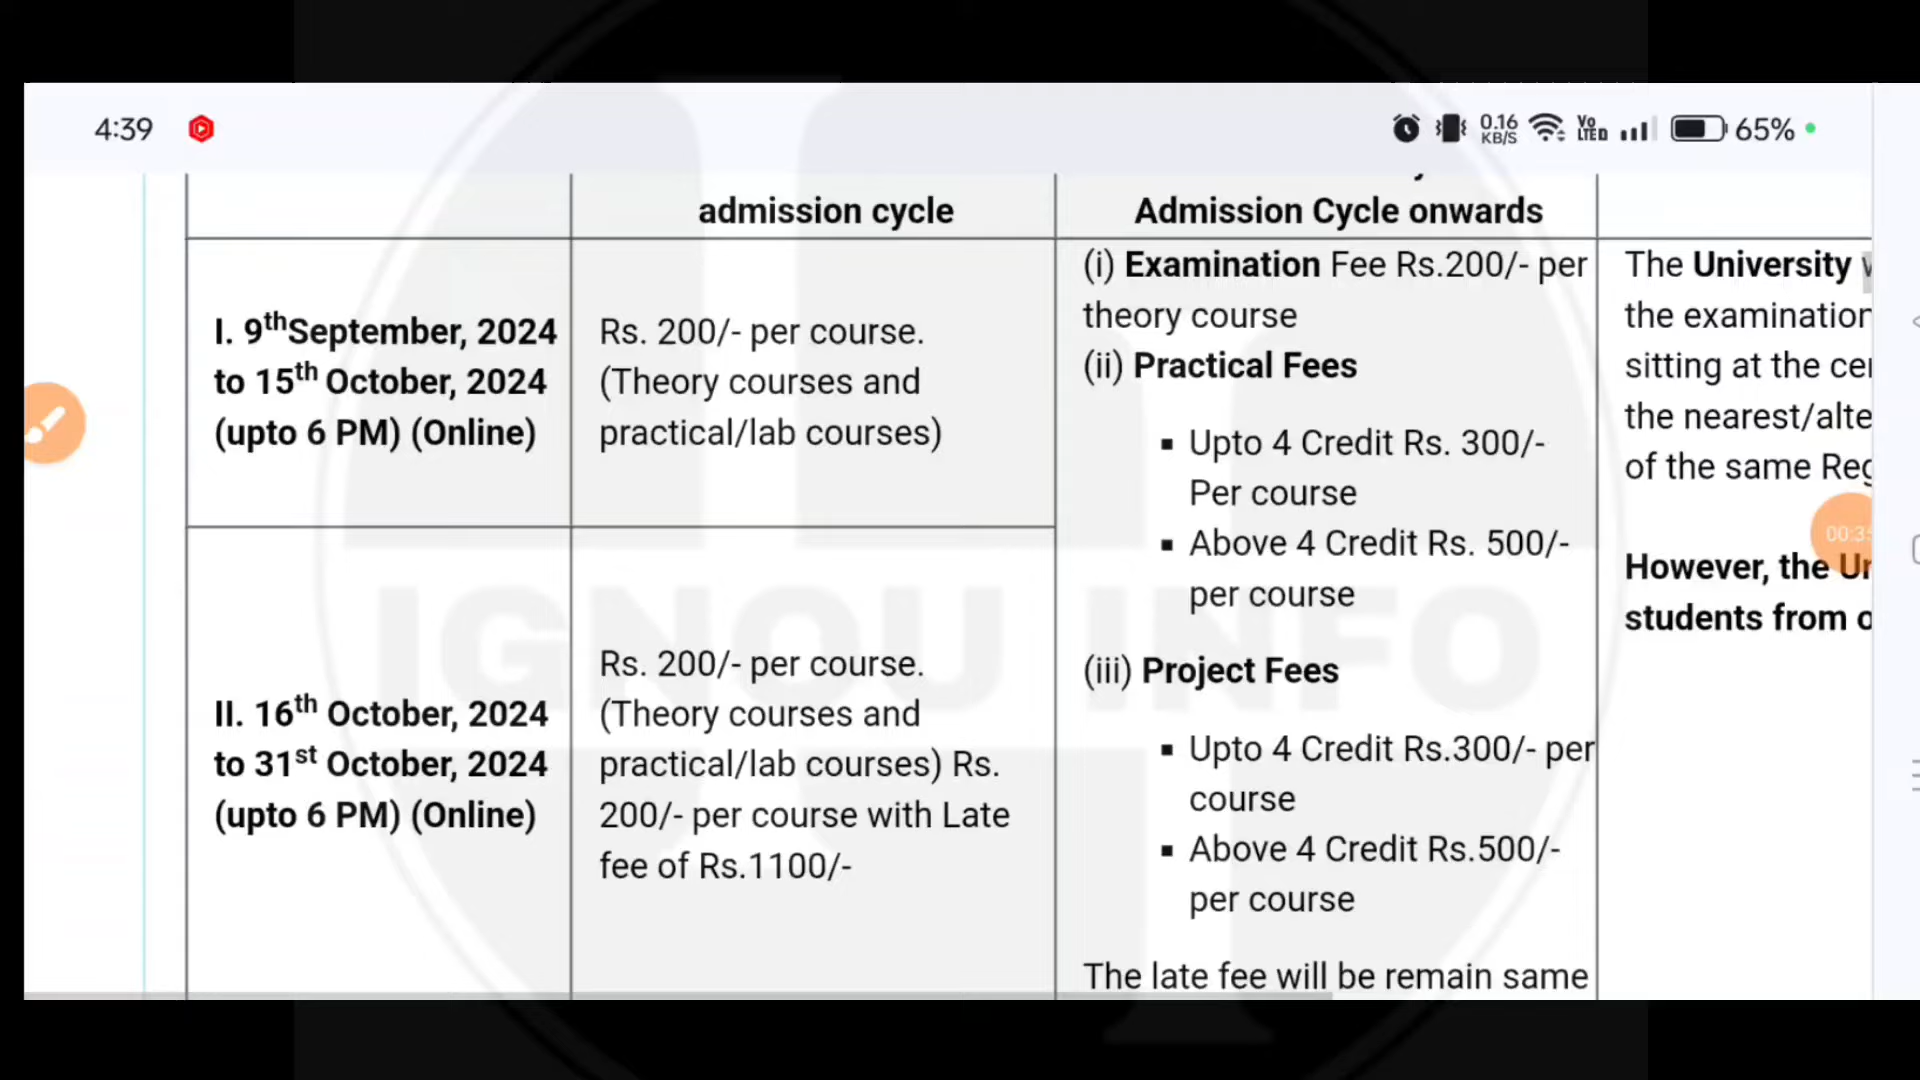 4:39
0.16
KB/S
Vo
LTED
65%
admission cycle
Admission Cycle onwards
I. 9thSeptember, 2024
to 15th October, 2024
(upto 6 PM) (Online)
Rs. 200/- per course.
(Theory courses and
practical/lab courses)
(i) Examination Fee Rs.200/- per
theory course
(ii) Practical Fees
▪ Upto 4 Credit Rs. 300/-
Per course
▪ Above 4 Credit Rs. 500/-
per course
(iii) Project Fees
▪ Upto 4 Credit Rs.300/- per
course
▪ Above 4 Credit Rs.500/-
per course
The late fee will be remain same
The University
the examination
sitting at the
the nearest/alte
of the same
However, the
students from
00:3
II. 16th October, 2024
to 31st October, 2024
(upto 6 PM) (Online)
Rs. 200/- per course.
(Theory courses and
practical/lab courses) Rs.
200/- per course with Late
fee of Rs.1100/-
IGNOU INFO